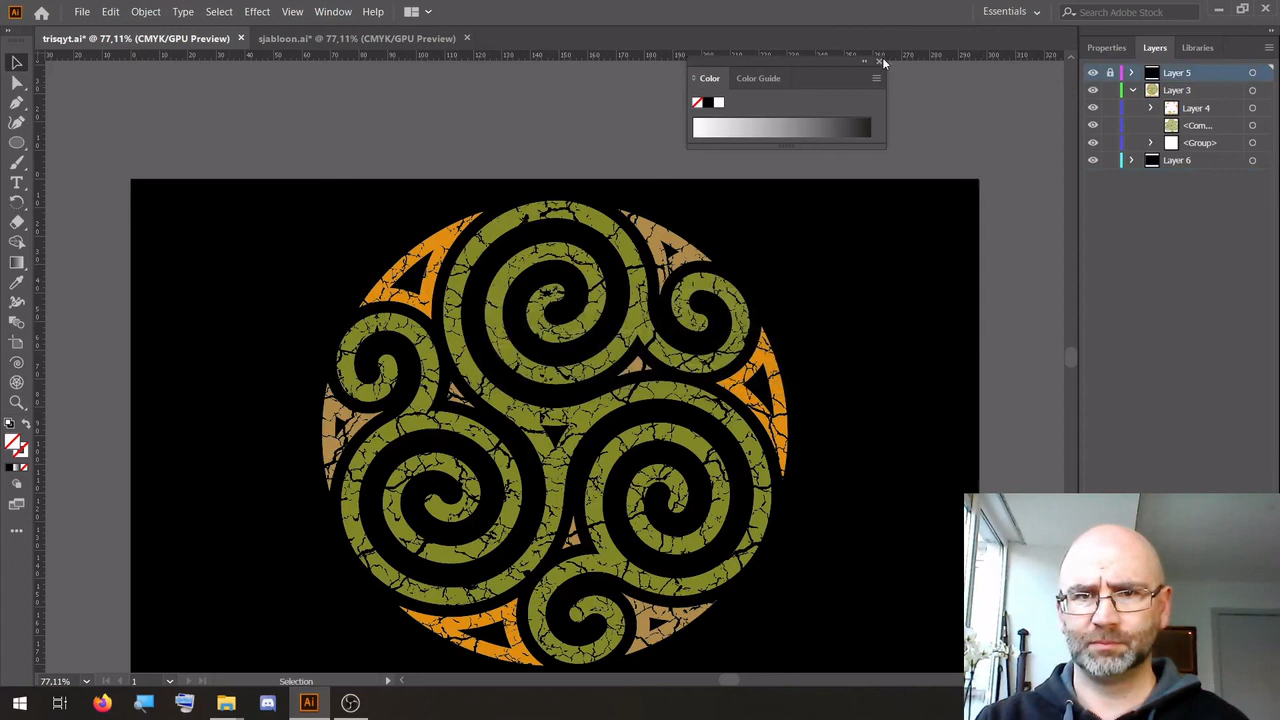 Ai File Edit Object Type Select Effect View Window Help Essentials Search Adobe Stock
trisqyt.ai* @ 77,11% (CMYK/GPU Preview) × sjabloon.ai* @ 77,11% (CMYK/GPU Preview) ×
Properties Layers Libraries
Color Color Guide
Layer 5
Layer 3
Layer 4
<Com...
<Group>
Layer 6
77,11% 1 Selection
Ai